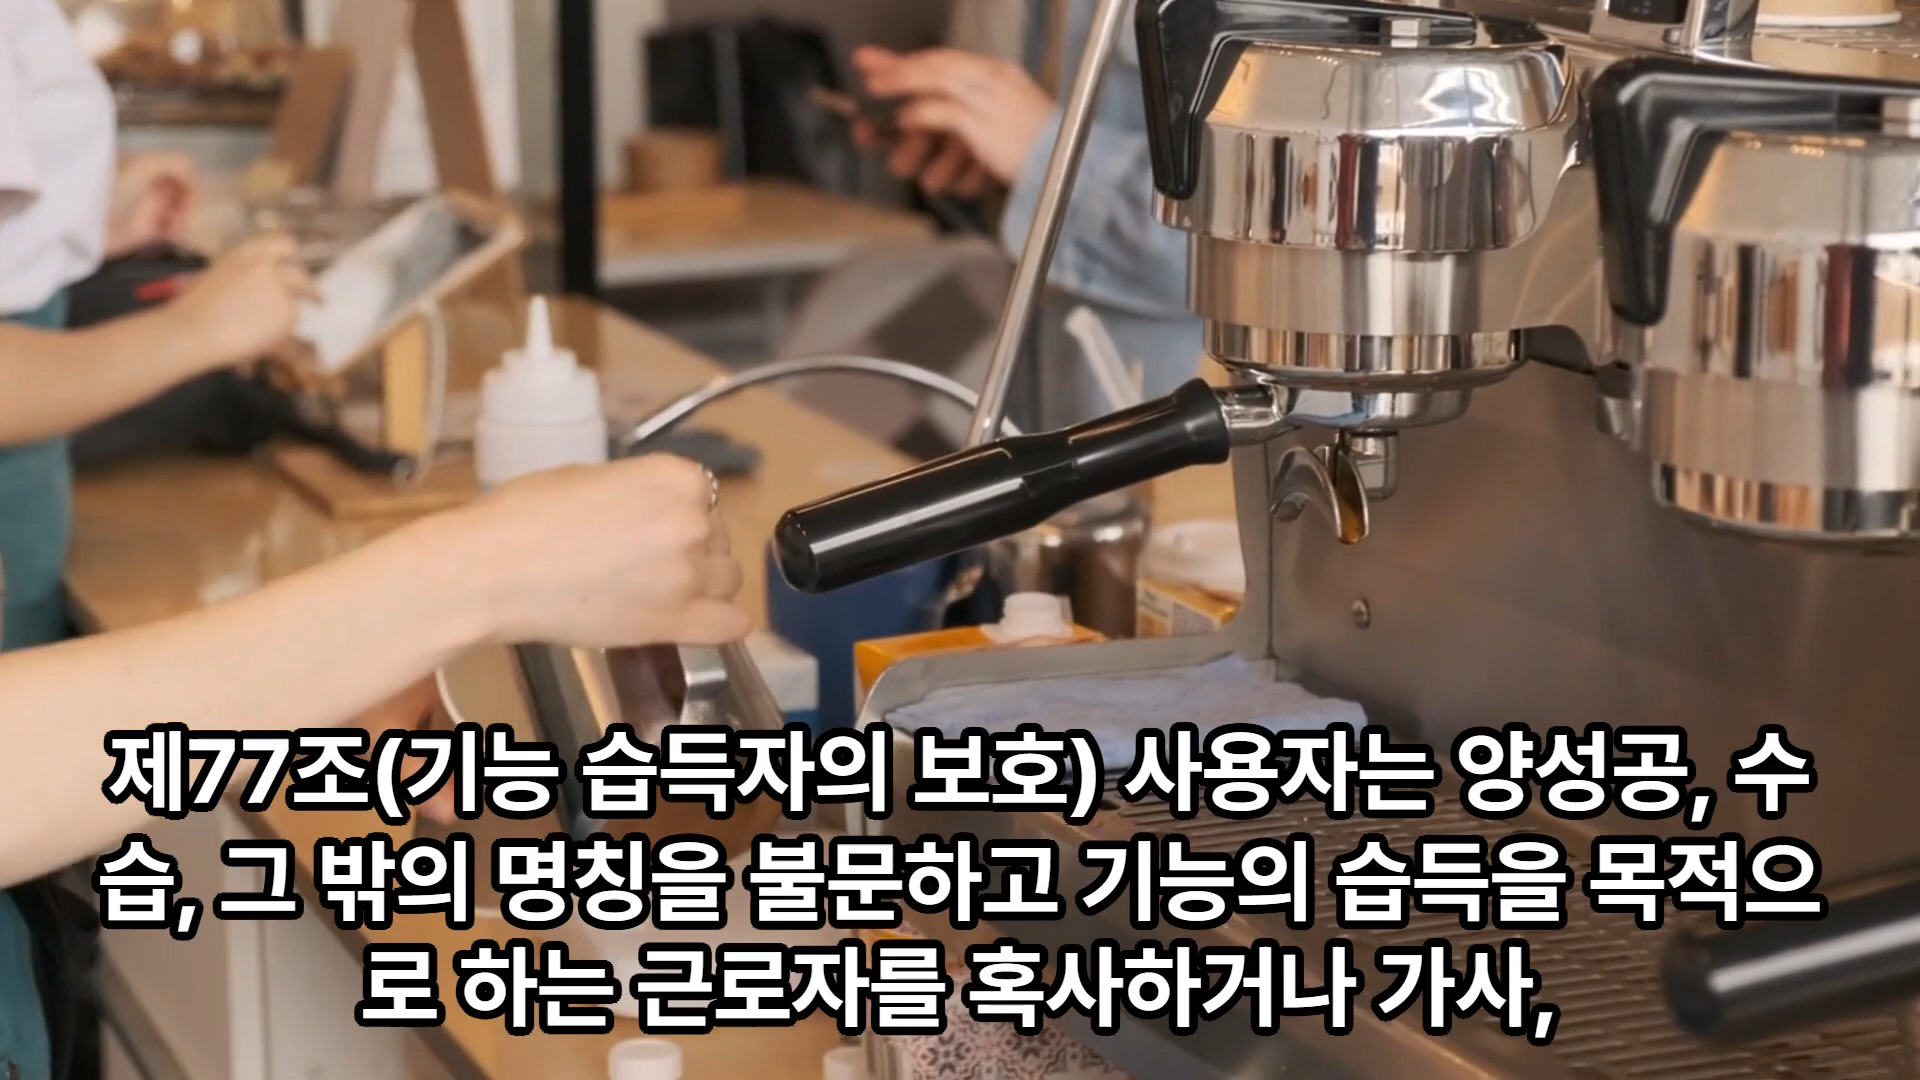 제77조(기능 습득자의 보호) 사용자는 양성공, 수
습, 그 밖의 명칭을 불문하고 기능의 습득을 목적으
로 하는 근로자를 혹사하거나 가사,